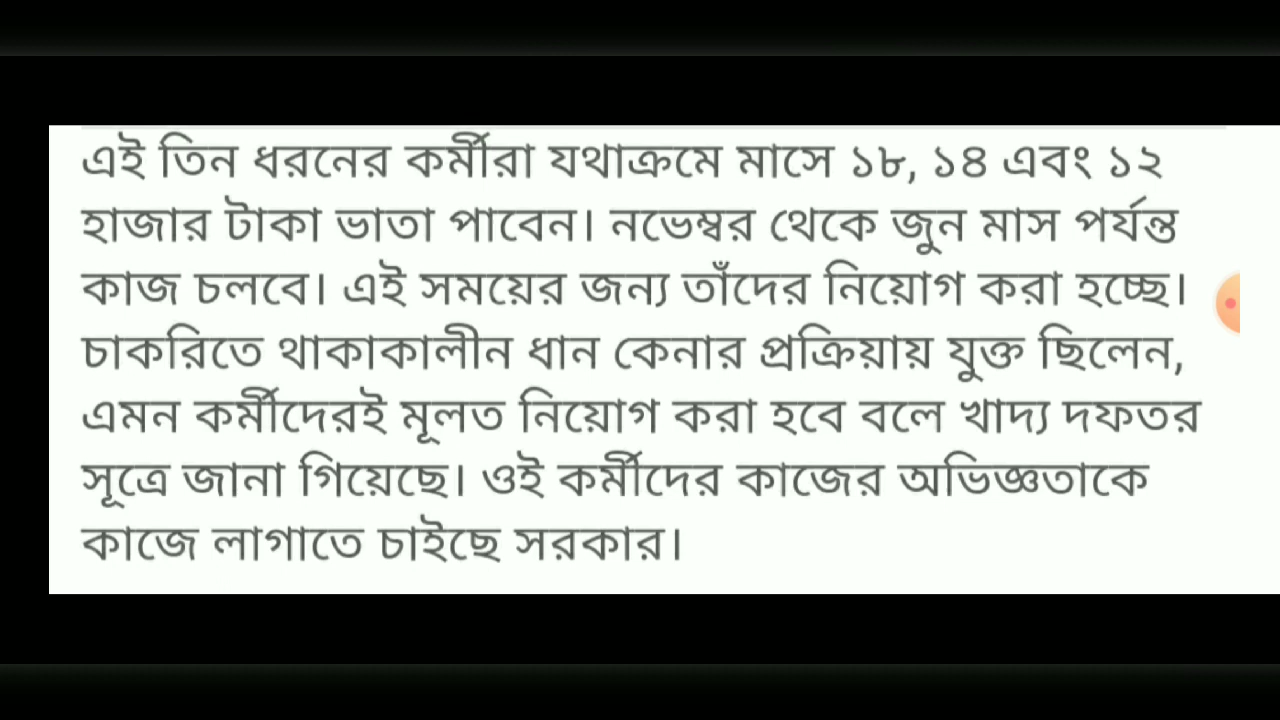 এই তিন ধরনের কর্মীরা যথাক্রমে মাসে ১৮, ১৪ এবং ১২
হাজার টাকা ভাতা পাবেন। নভেম্বর থেকে জুন মাস পর্যন্ত
কাজ চলবে। এই সময়ের জন্য তাঁদের নিয়োগ করা হচ্ছে।
চাকরিতে থাকাকালীন ধান কেনার প্রক্রিয়ায় যুক্ত ছিলেন,
এমন কর্মীদেরই মূলত নিয়োগ করা হবে বলে খাদ্য দফতর
সূত্রে জানা গিয়েছে। ওই কর্মীদের কাজের অভিজ্ঞতাকে
কাজে লাগাতে চাইছে সরকার।